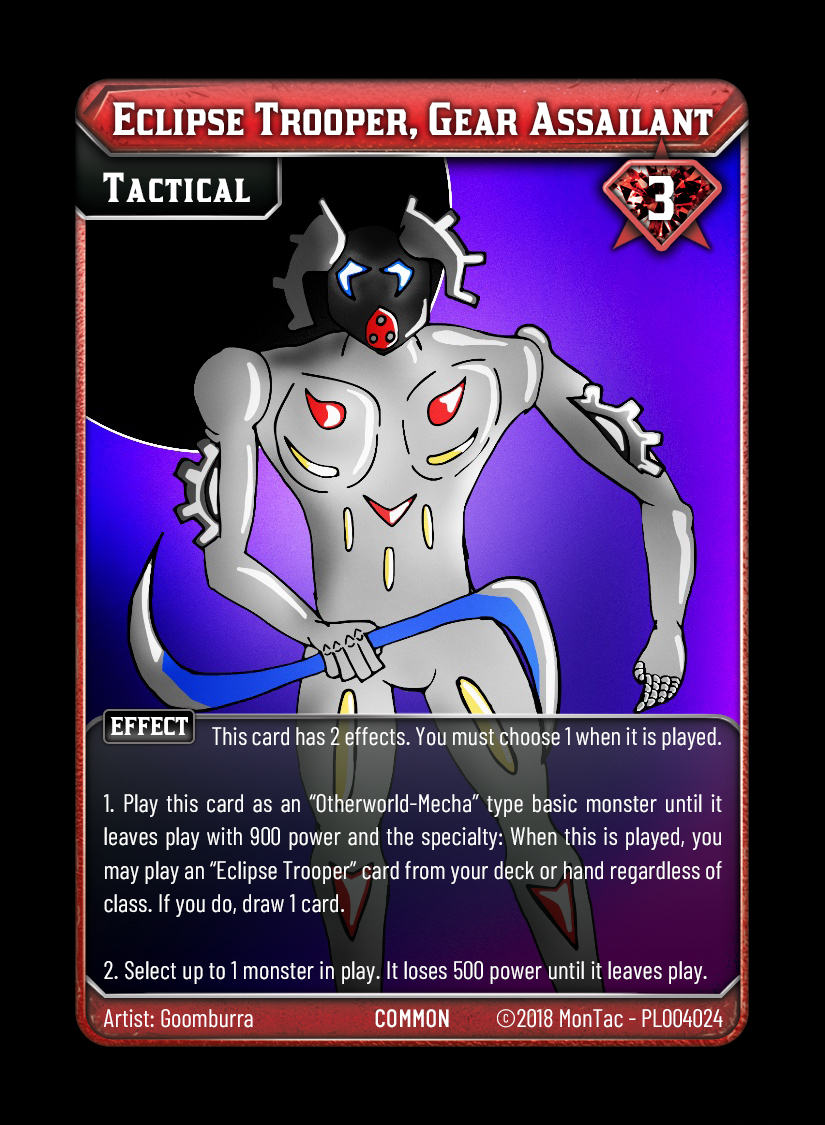 Eclipse Trooper, Gear Assailant
Tactical
3
EFFECT
This card has 2 effects. You must choose 1 when it is played.
1. Play this card as an “Otherworld-Mecha” type basic monster until it
leaves play with 900 power and the specialty: When this is played, you
may play an “Eclipse Trooper” card from your deck or hand regardless of
class. If you do, draw 1 card.
2. Select up to 1 monster in play. It loses 500 power until it leaves play.
Artist: Goomburra
COMMON
©2018 MonTac - PL004024